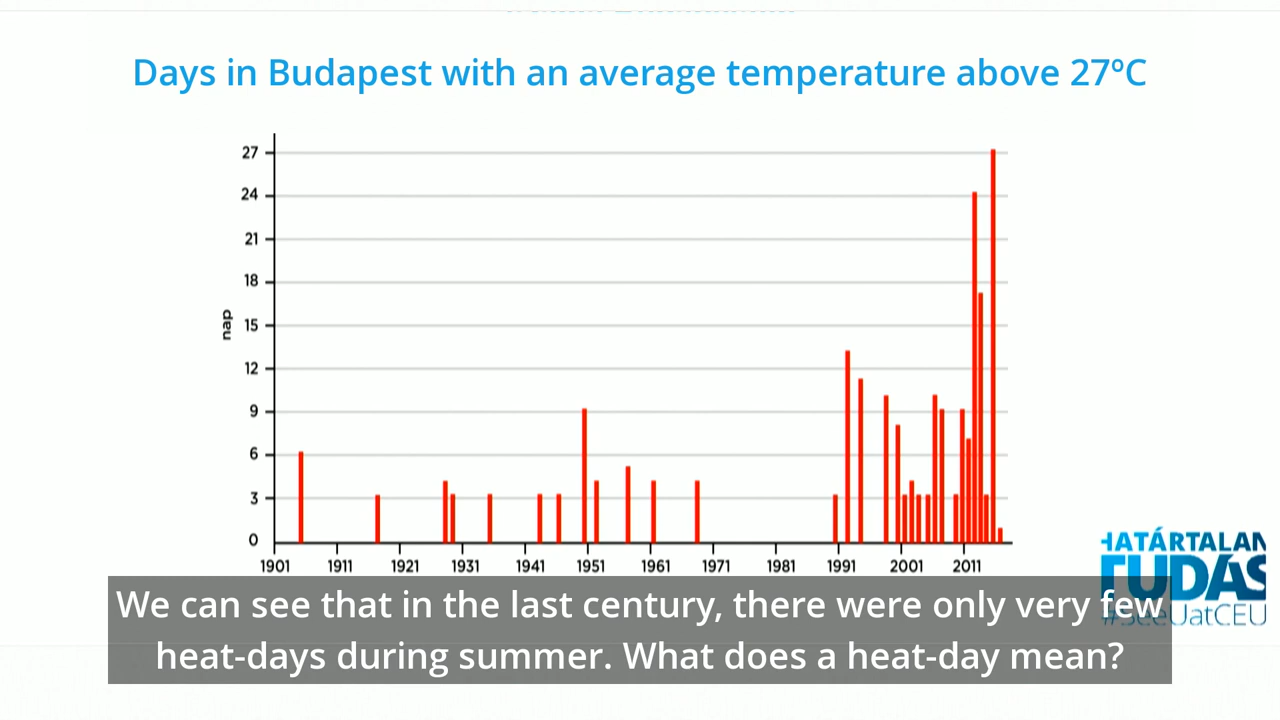 Days in Budapest with an average temperature above 27ºC
27
24
21
18
15
12
9
6
3
0
nap
1901 1911 1921 1931 1941 1951 1961 1971 1981 1991 2001 2011
HATÁRTALAN
TUDÁS
#SeeUatCEU
We can see that in the last century, there were only very few
heat-days during summer. What does a heat-day mean?